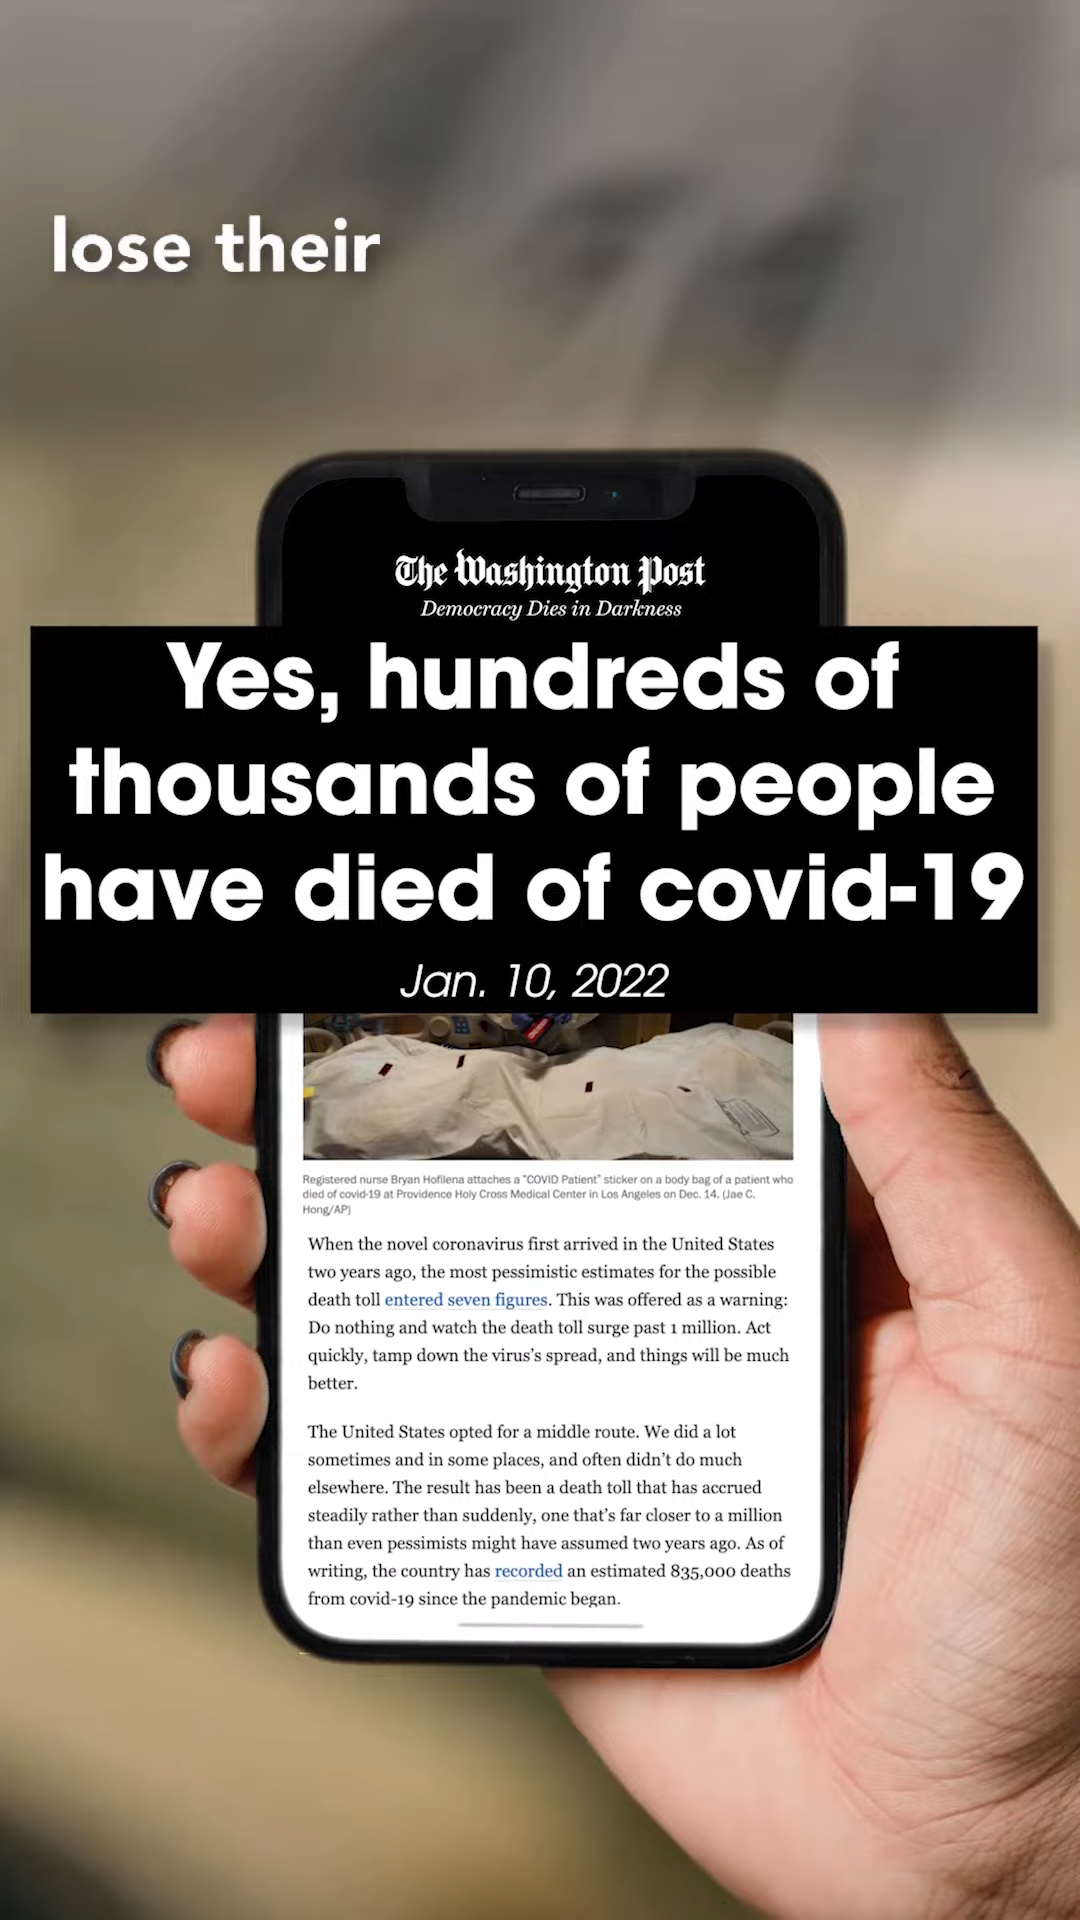 lose their
The Washington Post
Democracy Dies in Darkness
Yes, hundreds of
thousands of people
have died of covid-19
Jan. 10, 2022
Registered nurse Bryan Hofilena attaches a "COVID Patient" sticker on a body bag of a patient who
died of covid-19 at Providence Holy Cross Medical Center in Los Angeles on Dec. 14. (Jae C.
Hong/AP)
When the novel coronavirus first arrived in the United States
two years ago, the most pessimistic estimates for the possible
death toll entered seven figures. This was offered as a warning:
Do nothing and watch the death toll surge past 1 million. Act
quickly, tamp down the virus's spread, and things will be much
better.
The United States opted for a middle route. We did a lot
sometimes and in some places, and often didn't do much
elsewhere. The result has been a death toll that has accrued
steadily rather than suddenly, one that's far closer to a million
than even pessimists might have assumed two years ago. As of
writing, the country has recorded an estimated 835,000 deaths
from covid-19 since the pandemic began.